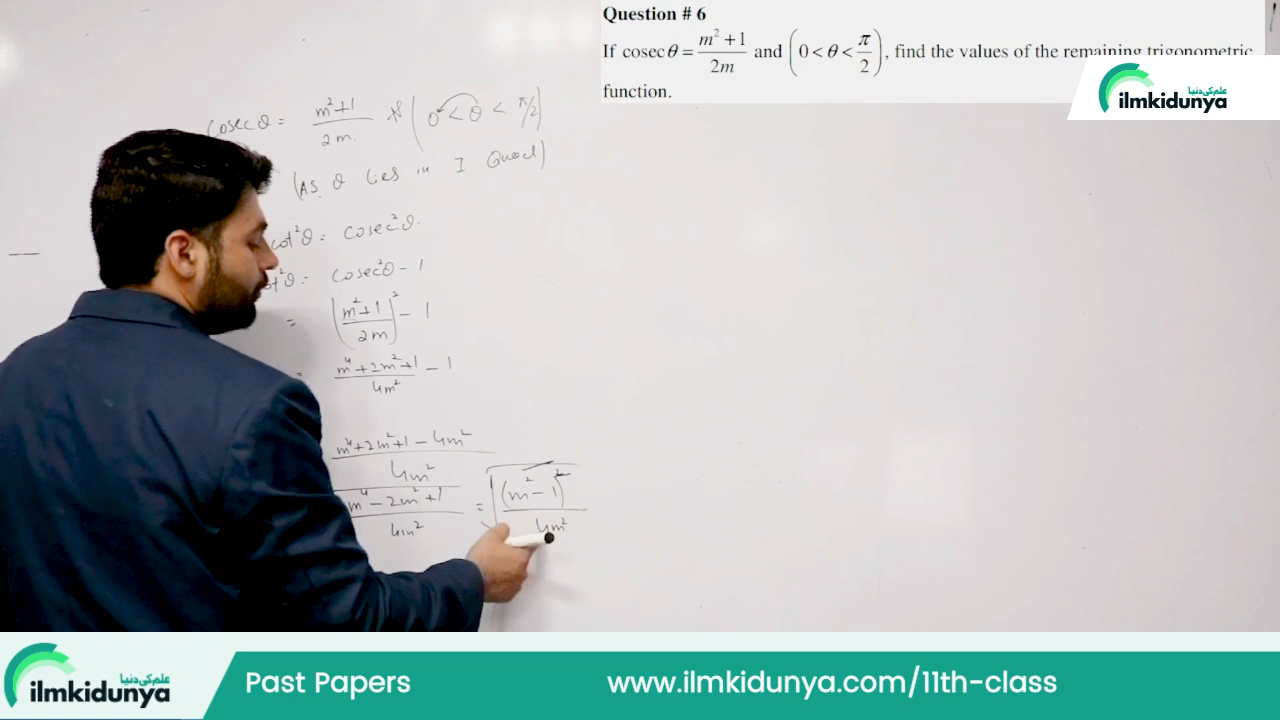 Question # 6
If cosecθ = (m² + 1)/(2m) and (0 < θ < π/2), find the values of the remaining trigonometric
function.
علم کی دنیا
ilmkidunya
cosecθ = (m²+1)/(2m) (0 < θ < π/2)
(As θ lies in I Quad)
cot²θ = cosec²θ.
cot²θ = cosec²θ - 1
= ((m²+1)/(2m))² - 1
= (m⁴+2m²+1)/(4m²) - 1
(m⁴+2m²+1-4m²)/(4m²)
(m⁴-2m²+1)/(4m²) = √((m²-1)²/(4m²))
علم کی دنیا
ilmkidunya
Past Papers
www.ilmkidunya.com/11th-class